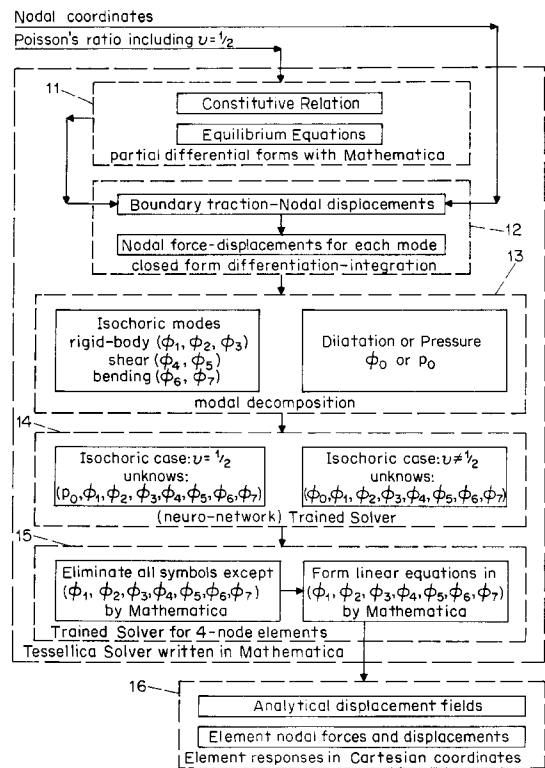 Nodal coordinates
Poisson's ratio including υ=1/2
11
Constitutive Relation
Equilibrium Equations
partial differential forms with Mathematica
Boundary traction-Nodal displacements
12
Nodal force-displacements for each mode
closed form differentiation-integration
13
Isochoric modes
rigid-body (ϕ1, ϕ2, ϕ3)
shear (ϕ4, ϕ5)
bending (ϕ6, ϕ7)
Dilatation or Pressure
ϕ0 or p0
modal decomposition
14
Isochoric case: υ=1/2
unknows:
(p0,ϕ1,ϕ2,ϕ3,ϕ4,ϕ5,ϕ6,ϕ7)
Isochoric case: υ≠1/2
unknows:
(ϕ0,ϕ1,ϕ2,ϕ3,ϕ4,ϕ5,ϕ6,ϕ7)
(neuro-network) Trained Solver
15
Eliminate all symbols except
(ϕ1, ϕ2,ϕ3,ϕ4,ϕ5,ϕ6,ϕ7)
by Mathematica
Form linear equations in
(ϕ1, ϕ2,ϕ3,ϕ4,ϕ5,ϕ6,ϕ7)
by Mathematica
Trained Solver for 4-node elements
Tessellica Solver written in Mathematica
16
Analytical displacement fields
Element nodal forces and displacements
Element responses in Cartesian coordinates